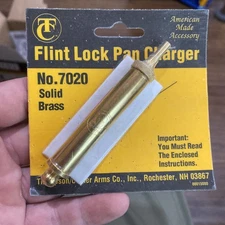 TC
American
Made
Accessory
Flint Lock Pan Charger
No. 7020
Solid
Brass
Important:
You Must Read
The Enclosed
Instructions.
Arms Co., Inc., Rochester, NH 03867